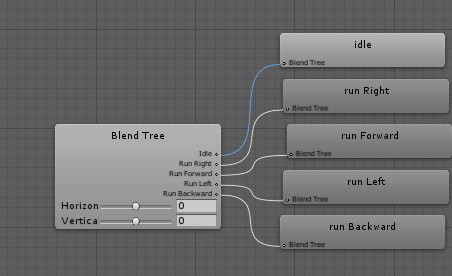 idle
Blend Tree
run Right
Blend Tree
run Forward
Blend Tree
run Left
Blend Tree
run Backward
Blend Tree
Blend Tree
Idle
Run Right
Run Forward
Run Left
Run Backward
Horizon 0
Vertica 0